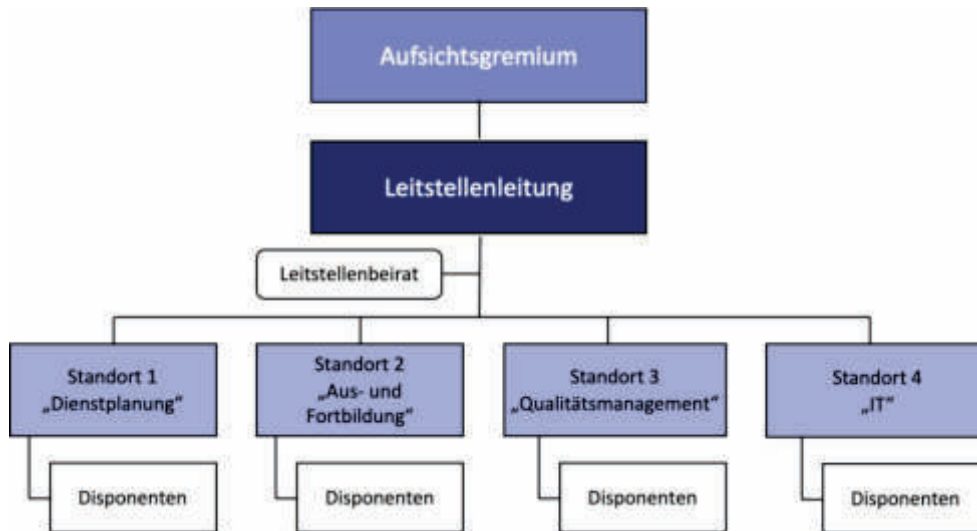 Aufsichtsgremium
Leitstellenleitung
Leitstellenbeirat
Standort 1
„Dienstplanung“
Standort 2
„Aus- und
Fortbildung“
Standort 3
„Qualitätsmanagement“
Standort 4
„IT“
Disponenten
Disponenten
Disponenten
Disponenten